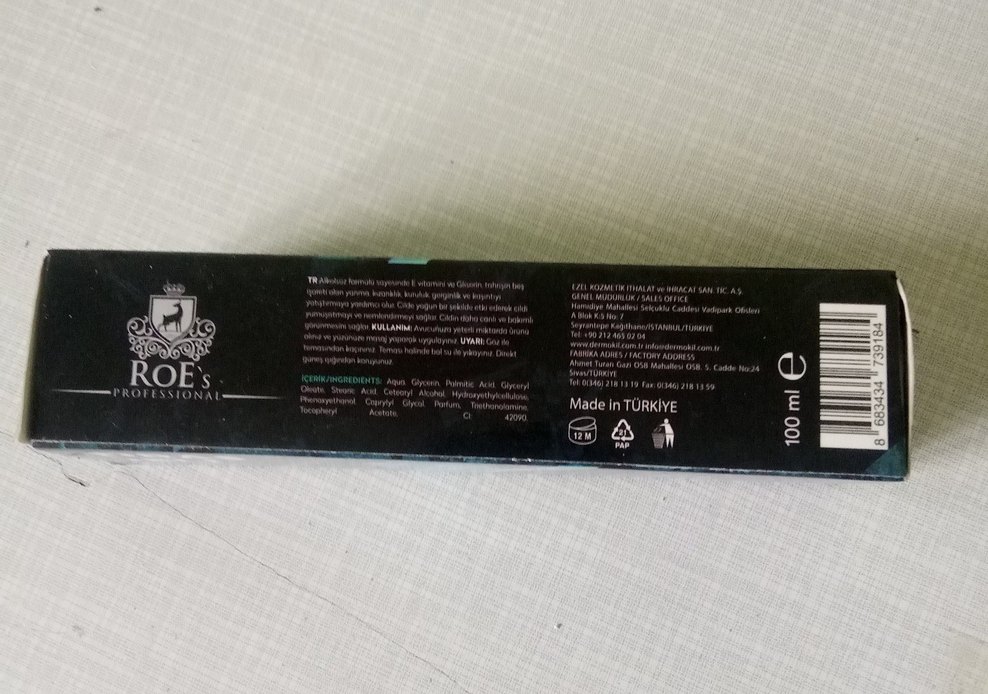 RoE`s
PROFESSIONAL
TR Alkolsüz formülü sayesinde E vitamini ve Gliserin, tahrişin beş
yanma, kızarıklık, kuruluk, gerginlik ve kaşıntıyı
yatıştırmaya yardımcı olur. Cilde yoğun bir şekilde etki ederek cildi
yumuşatmayı ve nemlendirmeyi sağlar. Cildin daha canlı ve bakımlı
görünmesini sağlar. KULLANIM: Avucunuza yeterli miktarda ürünü
alınız ve yüzünüze masaj yaparak uygulayınız. UYARI: Göz ile
temasından kaçınınız. Teması halinde bol su ile yıkayınız. Direkt
güneş ışığından koruyunuz.
İÇERİK/INGREDIENTS: Aqua, Glycerin, Palmitic Acid, Glyceryl
Oleate, Stearic Acid, Cetearyl Alcohol, Hydroxyethylcellulose,
Phenoxyethanol, Caprylyl Glycol, Parfum, Triethanolamine,
Tocopheryl Acetate, CI: 42090.
EZEL KOZMETİK İTHALAT ve İHRACAT SAN. TİC. A.Ş.
GENEL MÜDÜRLÜK / SALES OFFICE
Hamidiye Mahallesi Selçuklu Caddesi Vadipark Ofisleri
A Blok K:5 No: 7
Seyrantepe Kağıthane/İSTANBUL/TÜRKİYE
Tel: +90 212 465 02 04
www.dermokil.com.tr info@dermokil.com.tr
FABRİKA ADRES / FACTORY ADDRESS
Ahmet Turan Gazi OSB Mahallesi OSB. 5. Cadde No:24
Sivas/TÜRKİYE
Tel: 0(346) 218 13 19 Fax: 0(346) 218 13 59
Made in TÜRKİYE
12 M
21
PAP
100 ml e
8 683434 739184